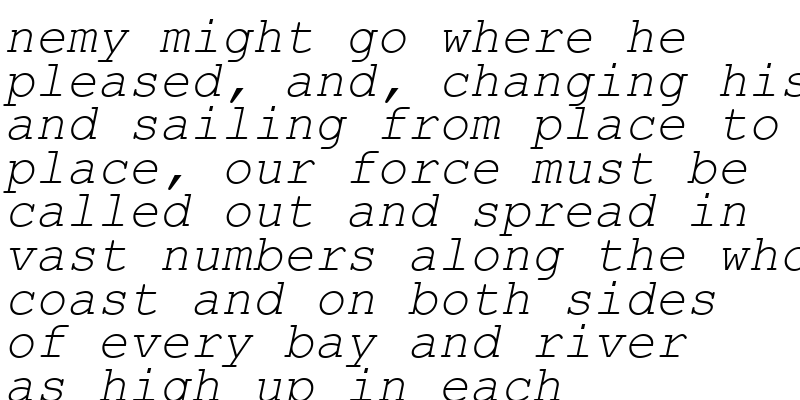 nemy might go where he
pleased, and, changing his
and sailing from place to
place, our force must be
called out and spread in
vast numbers along the who
coast and on both sides
of every bay and river
as high up in each